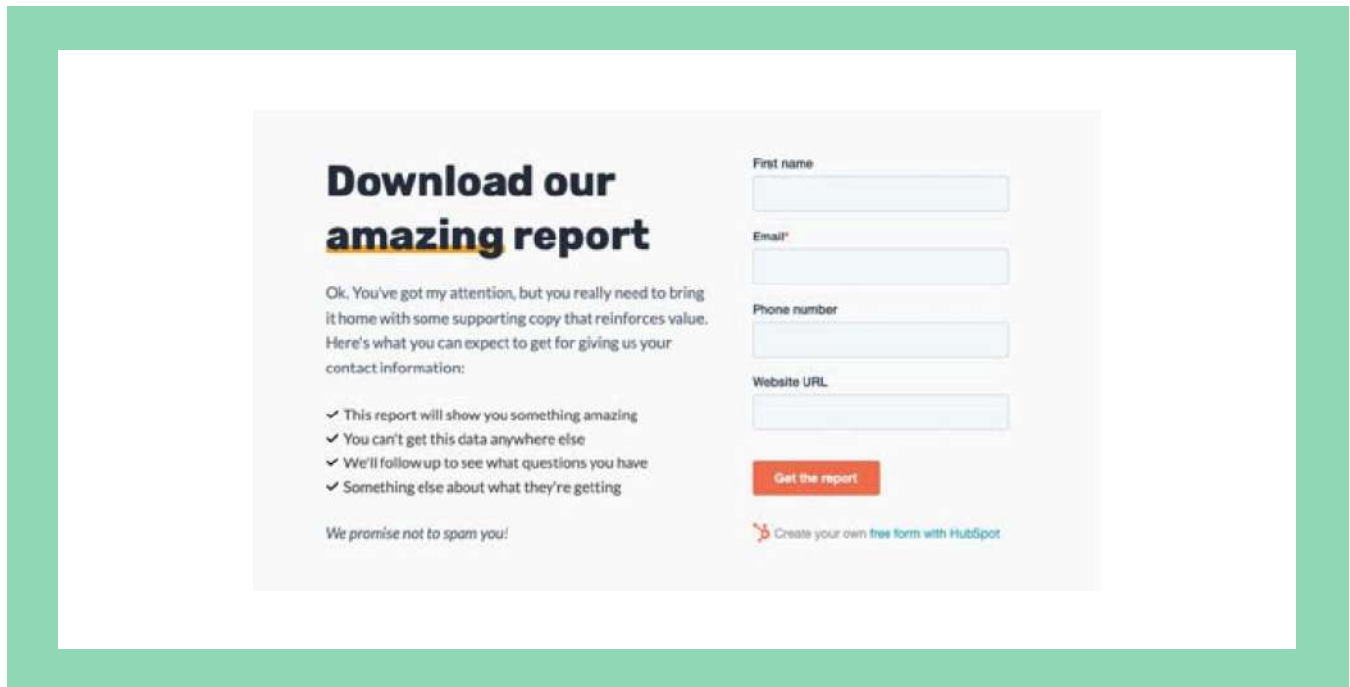 Download our
amazing report
Ok. You've got my attention, but you really need to bring
it home with some supporting copy that reinforces value.
Here's what you can expect to get for giving us your
contact information:
✓ This report will show you something amazing
✓ You can't get this data anywhere else
✓ We'll follow up to see what questions you have
✓ Something else about what they're getting
We promise not to spam you!
First name
Email*
Phone number
Website URL
Get the report
Create your own free form with HubSpot